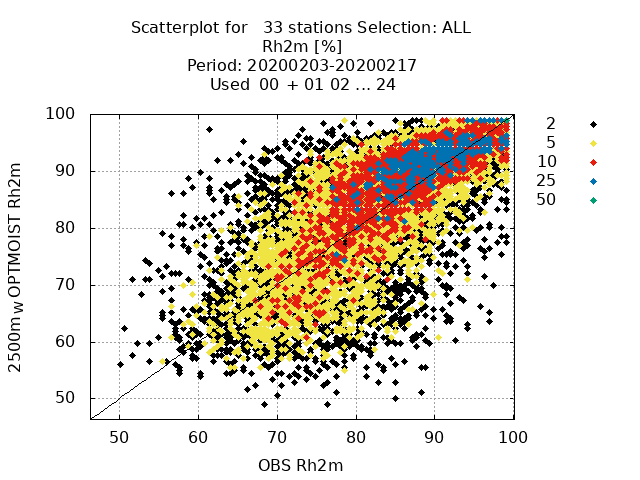 Scatterplot for   33 stations Selection: ALL
Rh2m [%]
Period: 20200203-20200217
Used  00 + 01 02 ... 24
2500m_W OPTMOIST Rh2m
100
90
80
70
60
50
50 60 70 80 90 100
OBS Rh2m
2
5
10
25
50